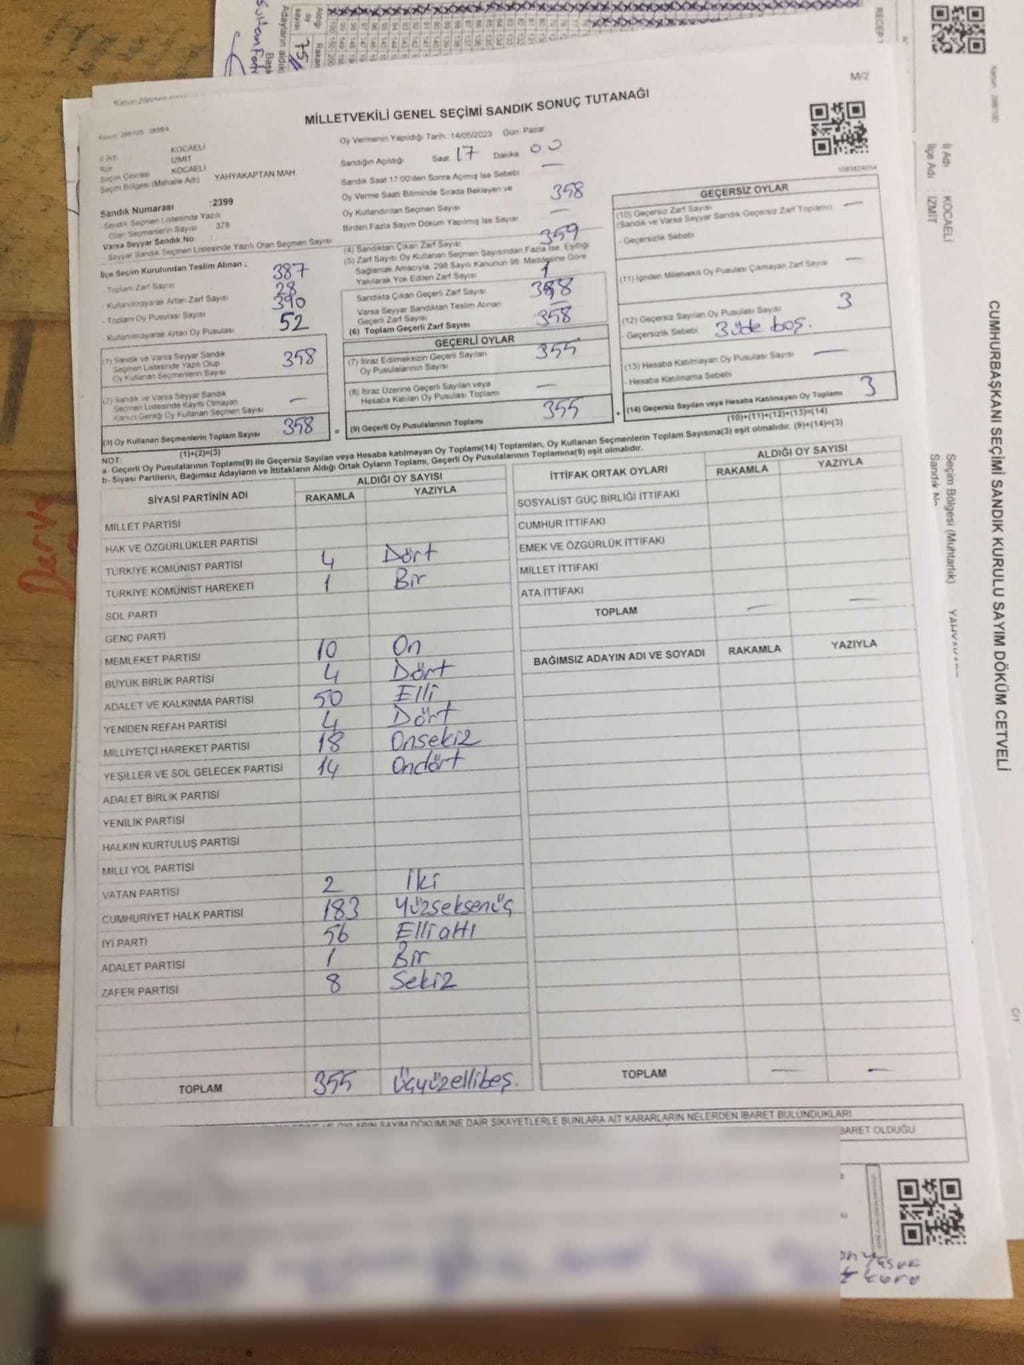 M/2
MİLLETVEKİLİ GENEL SEÇİMİ SANDIK SONUÇ TUTANAĞI
İl Adı KOCAELİ
İlçe İZMİT
Seçim Çevresi KOCAELİ
Seçim Bölgesi (Mahalle Adı) YAHYAKAPTAN MAH.
Oy Vermenin Yapıldığı Tarih :14/05/2023 Gün Pazar
Sandığın Açıldığı Saat 17 Dakika 00
Sandık Saat 17:00'den Sonra Açmış İse Sebebi —
Oy Verme Saati Bitiminde Sırada Bekleyen ve
Oy Kullandırılan Seçmen Sayısı 358
Birden Fazla Sayım Döküm Yapılmış İse Sayısı —
Sandık Numarası :2399
Sandık Seçmen Listesinde Yazılı
Olan Seçmenlerin Sayısı 378
Varsa Seyyar Sandık No
Seyyar Sandık Seçmen Listesinde Yazılı Olan Seçmen Sayısı
İlçe Seçim Kurulundan Teslim Alınan ;
- Toplam Zarf Sayısı 387
- Kullanılmayarak Artan Zarf Sayısı 28
- Toplam Oy Pusulası Sayısı 390
- Kullanılmayarak Artan Oy Pusulası 52
(1) Sandık ve Varsa Seyyar Sandık
Seçmen Listesinde Yazılı Olup
Oy Kullanan Seçmenlerin Sayısı 358
(2) Sandık ve Varsa Seyyar Sandık
Seçmen Listesinde Kayıtlı Olmayan
Kanun Gereği Oy Kullanan Seçmen Sayısı —
(3) Oy Kullanan Seçmenlerin Toplam Sayısı 358
(1)+(2)=(3)
(4) Sandıktan Çıkan Zarf Sayısı 359
(5) Zarf Sayısı Oy Kullanan Seçmen Sayısından Fazla İse, Eşitliği
Sağlamak Amacıyla, 298 Sayılı Kanunun 98. Maddesine Göre
Yakılarak Yok Edilen Zarf Sayısı 1
Sandıkta Çıkan Geçerli Zarf Sayısı 358
Varsa Seyyar Sandıktan Teslim Alınan
Geçerli Zarf Sayısı —
(6) Toplam Geçerli Zarf Sayısı 358
GEÇERLİ OYLAR
(7) İtiraz Edilmeksizin Geçerli Sayılan
Oy Pusulalarının Sayısı 355
(8) İtiraz Üzerine Geçerli Sayılan veya
Hesaba Katılan Oy Pusulası Toplamı —
(9) Geçerli Oy Pusulalarının Toplamı 355
GEÇERSİZ OYLAR
(10) Geçersiz Zarf Sayısı —
(Sandık ve Varsa Seyyar Sandık Geçersiz Zarf Toplamı)
- Geçersizlik Sebebi
(11) İçinden Milletvekili Oy Pusulası Çıkmayan Zarf Sayısı —
(12) Geçersiz Sayılan Oy Pusulası Sayısı 3
- Geçersizlik Sebebi 3üde boş.
(13) Hesaba Katılmayan Oy Pusulası Sayısı —
- Hesaba Katılmama Sebebi
(14) Geçersiz Sayılan veya Hesaba Katılmayan Oy Toplamı 3
(10)+(11)+(12)+(13)=(14)
NOT:
a- Geçerli Oy Pusulalarının Toplamı(9) ile Geçersiz Sayılan veya Hesaba Katılmayan Oy Toplamı(14) Toplamları, Oy Kullanan Seçmenlerin Toplam Sayısına(3) eşit olmalıdır. (9)+(14)=(3)
b- Siyasi Partilerin, Bağımsız Adayların ve İttifakların Aldığı Ortak Oyların Toplamı, Geçerli Oy Pusulalarının Toplamına(9) eşit olmalıdır.
SİYASİ PARTİNİN ADI ALDIĞI OY SAYISI
RAKAMLA YAZIYLA
MİLLET PARTİSİ
HAK VE ÖZGÜRLÜKLER PARTİSİ
TÜRKİYE KOMÜNİST PARTİSİ 4 Dört
TÜRKİYE KOMÜNİST HAREKETİ 1 Bir
SOL PARTİ
GENÇ PARTİ
MEMLEKET PARTİSİ 10 On
BÜYÜK BİRLİK PARTİSİ 4 Dört
ADALET VE KALKINMA PARTİSİ 50 Elli
YENİDEN REFAH PARTİSİ 4 Dört
MİLLİYETÇİ HAREKET PARTİSİ 18 Onsekiz
YEŞİLLER VE SOL GELECEK PARTİSİ 14 Ondört
ADALET BİRLİK PARTİSİ
YENİLİK PARTİSİ
HALKIN KURTULUŞ PARTİSİ
MİLLİ YOL PARTİSİ
VATAN PARTİSİ 2 İki
CUMHURİYET HALK PARTİSİ 183 Yüzseksenüç
İYİ PARTİ 56 Elli altı
ADALET PARTİSİ 1 Bir
ZAFER PARTİSİ 8 Sekiz
TOPLAM 355 Üçyüzellibeş.
İTTİFAK ORTAK OYLARI ALDIĞI OY SAYISI
RAKAMLA YAZIYLA
SOSYALİST GÜÇ BİRLİĞİ İTTİFAKI
CUMHUR İTTİFAKI
EMEK VE ÖZGÜRLÜK İTTİFAKI
MİLLET İTTİFAKI
ATA İTTİFAKI
TOPLAM — —
BAĞIMSIZ ADAYIN ADI VE SOYADI RAKAMLA YAZIYLA
TOPLAM — —
SAYIM DÖKÜMÜNE DAİR ŞİKAYETLERLE BUNLARA AİT KARARLARIN NELERDEN İBARET BULUNDUKLARI
BARET OLDUĞU
CUMHURBAŞKANI SEÇİMİ SANDIK KURULU SAYIM DÖKÜM CETVELİ
İl Adı : KOCAELİ
İlçe Adı : İZMİT
Seçim Bölgesi (Muhtarlık)
C/1